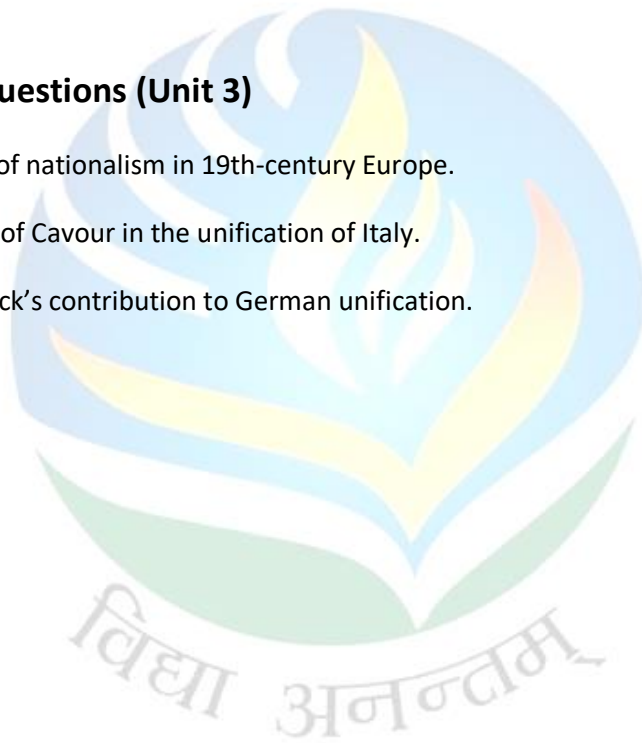 uestions (Unit 3)
of nationalism in 19th-century Europe.
of Cavour in the unification of Italy.
ck’s contribution to German unification.
विद्या अनन्तम्